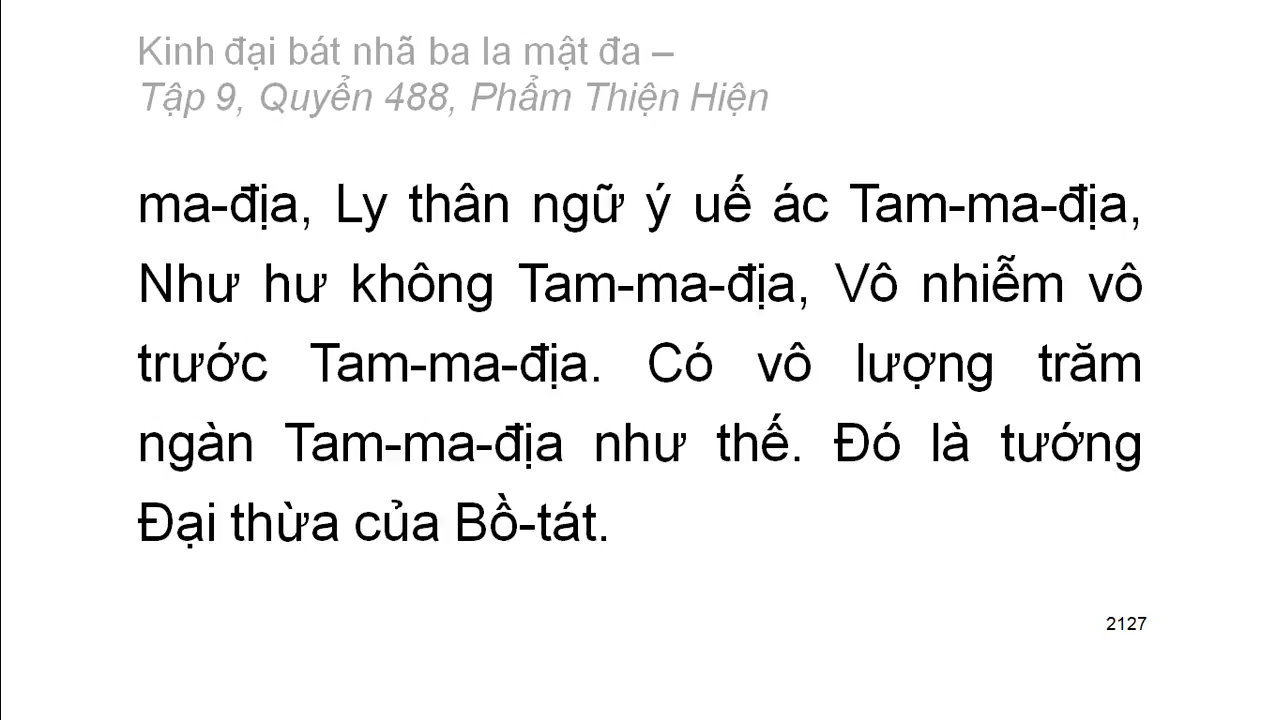 Kinh đại bát nhã ba la mật đa –
Tập 9, Quyển 488, Phẩm Thiện Hiện
ma-địa, Ly thân ngữ ý uế ác Tam-ma-địa,
Như hư không Tam-ma-địa, Vô nhiễm vô
trước Tam-ma-địa. Có vô lượng trăm
ngàn Tam-ma-địa như thế. Đó là tướng
Đại thừa của Bồ-tát.
2127